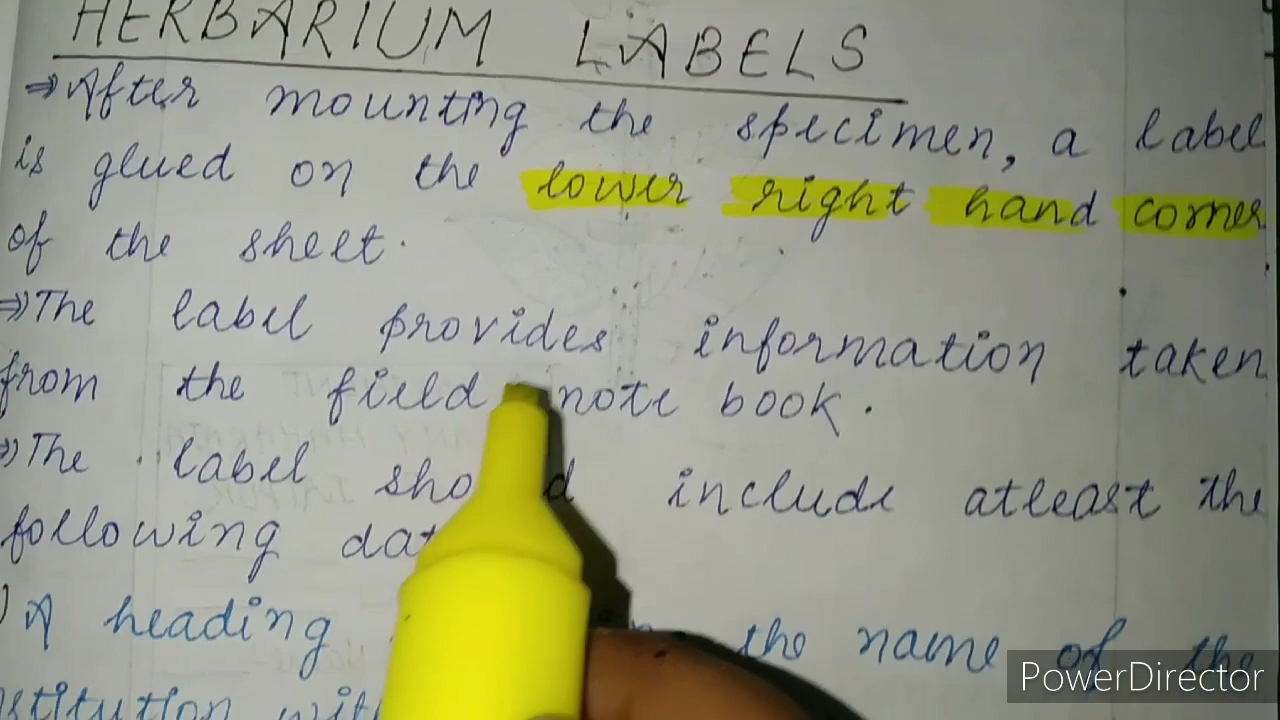 HERBARIUM LABELS
⇒After mounting the specimen, a label
is glued on the lower right hand corner
of the sheet.
⇒The label provides information taken
from the field note book.
⇒The label include atleast the
following
A heading the name of the
PowerDirector